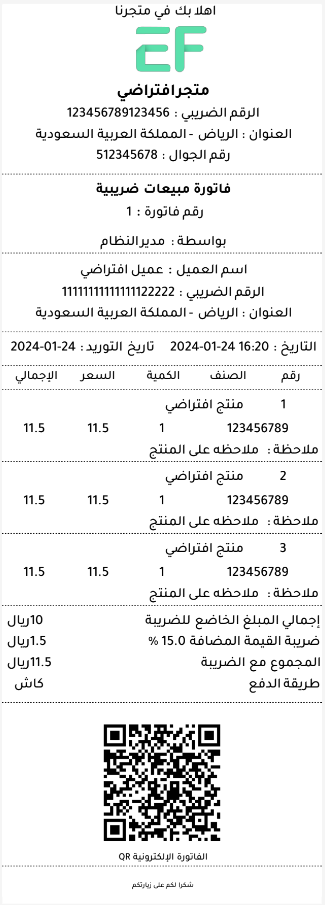 اهلا بك في متجرنا
EF
متجر افتراضي
الرقم الضريبي : 123456789123456
العنوان : الرياض - المملكة العربية السعودية
رقم الجوال : 512345678
فاتورة مبيعات ضريبية
رقم فاتورة : 1
بواسطة : مدير النظام
اسم العميل : عميل افتراضي
الرقم الضريبي : 11111111111111122222
العنوان : الرياض - المملكة العربية السعودية
التاريخ : 16:20 24-01-2024 تاريخ التوريد : 24-01-2024
رقم الصنف الكمية السعر الإجمالي
1 منتج افتراضي
123456789 1 11.5 11.5
ملاحظة : ملاحظه على المنتج
2 منتج افتراضي
123456789 1 11.5 11.5
ملاحظة : ملاحظه على المنتج
3 منتج افتراضي
123456789 1 11.5 11.5
ملاحظة : ملاحظه على المنتج
إجمالي المبلغ الخاضع للضريبة 10ريال
ضريبة القيمة المضافة 15.0 % 1.5ريال
المجموع مع الضريبة 11.5ريال
طريقة الدفع كاش
الفاتورة الإلكترونية QR
شكرا لكم على زيارتكم